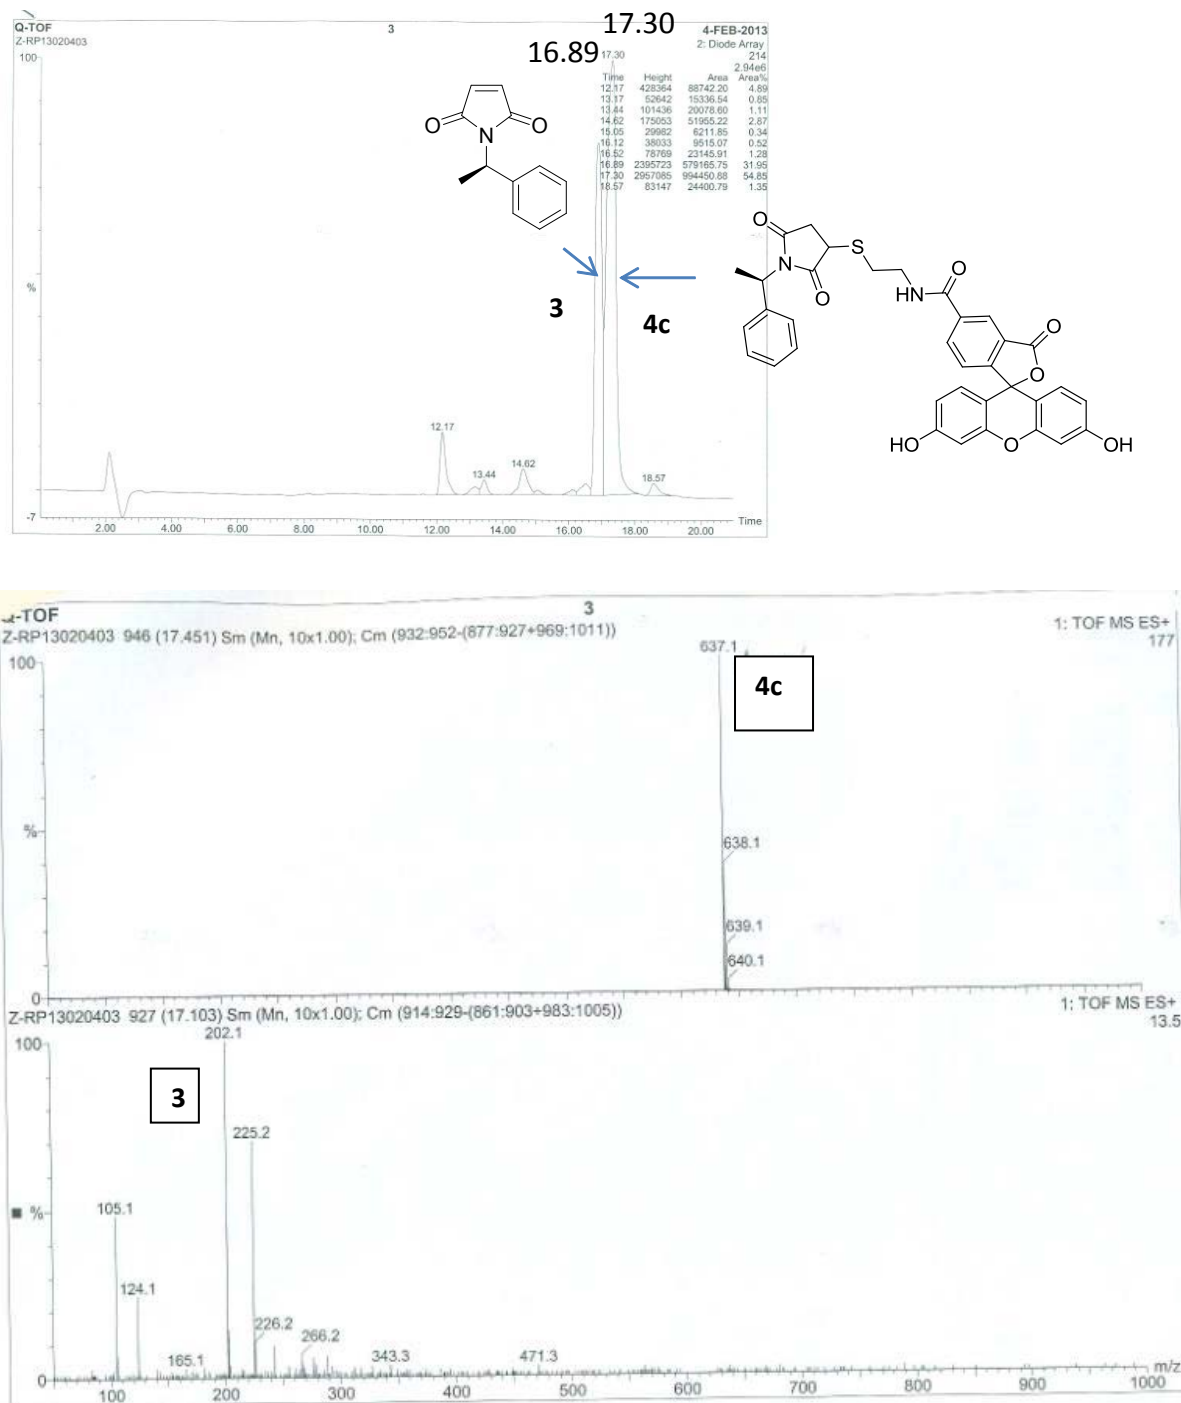 Q-TOF 3 4-FEB-2013
Z-RP13020403 2: Diode Array
214
2.94e6
17.30
16.89
17.30
100
Time Height Area Area%
12.17 428364 88742.20 4.89
13.17 52642 15336.54 0.85
13.44 101436 20078.60 1.11
14.62 175053 51955.22 2.87
15.05 29982 6211.85 0.34
16.12 38033 9515.07 0.52
16.52 78769 23145.91 1.28
16.89 2395723 579165.75 31.95
17.30 2957085 994450.88 54.85
18.57 83147 24400.79 1.35
O N O
O N O S HN O O O HO O OH
%
3 4c
12.17
13.44
14.62
18.57
-7
Time
2.00 4.00 6.00 8.00 10.00 12.00 14.00 16.00 18.00 20.00
-TOF 3
Z-RP13020403 946 (17.451) Sm (Mn, 10x1.00); Cm (932:952-(877:927+969:1011)) 1: TOF MS ES+
177
100
637.1
4c
%
638.1
639.1
640.1
0
Z-RP13020403 927 (17.103) Sm (Mn, 10x1.00); Cm (914:929-(861:903+983:1005)) 1: TOF MS ES+
13.5
100
202.1
3
225.2
% 105.1
124.1
226.2
266.2
165.1 343.3 471.3
0
m/z
100 200 300 400 500 600 700 800 900 1000